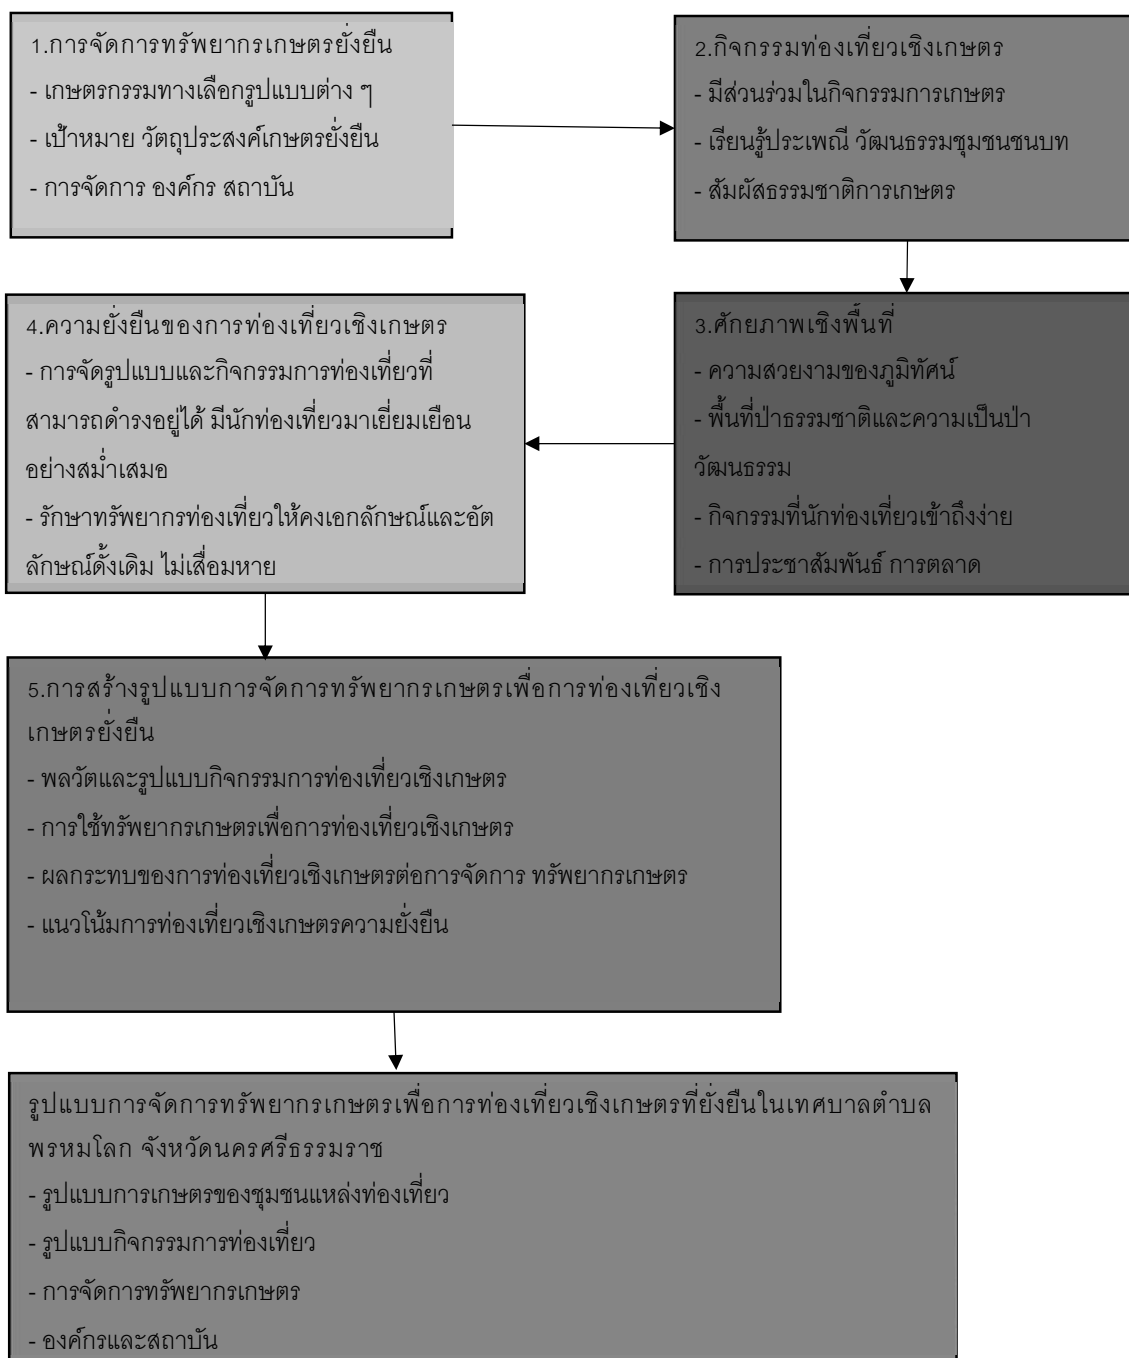 1.การจัดการทรัพยากรเกษตรยั่งยืน
- เกษตรกรรมทางเลือกรูปแบบต่าง ๆ
- เป้าหมาย วัตถุประสงค์เกษตรยั่งยืน
- การจัดการ องค์กร สถาบัน
2.กิจกรรมท่องเที่ยวเชิงเกษตร
- มีส่วนร่วมในกิจกรรมการเกษตร
- เรียนรู้ประเพณี วัฒนธรรมชุมชนชนบท
- สัมผัสธรรมชาติการเกษตร
3.ศักยภาพเชิงพื้นที่
- ความสวยงามของภูมิทัศน์
- พื้นที่ป่าธรรมชาติและความเป็นป่า
วัฒนธรรม
- กิจกรรมที่นักท่องเที่ยวเข้าถึงง่าย
- การประชาสัมพันธ์ การตลาด
4.ความยั่งยืนของการท่องเที่ยวเชิงเกษตร
- การจัดรูปแบบและกิจกรรมการท่องเที่ยวที่
สามารถดำรงอยู่ได้ มีนักท่องเที่ยวมาเยี่ยมเยือน
อย่างสม่ำเสมอ
- รักษาทรัพยากรท่องเที่ยวให้คงเอกลักษณ์และอัต
ลักษณ์ดั้งเดิม ไม่เสื่อมหาย
5.การสร้างรูปแบบการจัดการทรัพยากรเกษตรเพื่อการท่องเที่ยวเชิง
เกษตรยั่งยืน
- พลวัตและรูปแบบกิจกรรมการท่องเที่ยวเชิงเกษตร
- การใช้ทรัพยากรเกษตรเพื่อการท่องเที่ยวเชิงเกษตร
- ผลกระทบของการท่องเที่ยวเชิงเกษตรต่อการจัดการ ทรัพยากรเกษตร
- แนวโน้มการท่องเที่ยวเชิงเกษตรความยั่งยืน
รูปแบบการจัดการทรัพยากรเกษตรเพื่อการท่องเที่ยวเชิงเกษตรที่ยั่งยืนในเทศบาลตำบล
พรหมโลก จังหวัดนครศรีธรรมราช
- รูปแบบการเกษตรของชุมชนแหล่งท่องเที่ยว
- รูปแบบกิจกรรมการท่องเที่ยว
- การจัดการทรัพยากรเกษตร
- องค์กรและสถาบัน